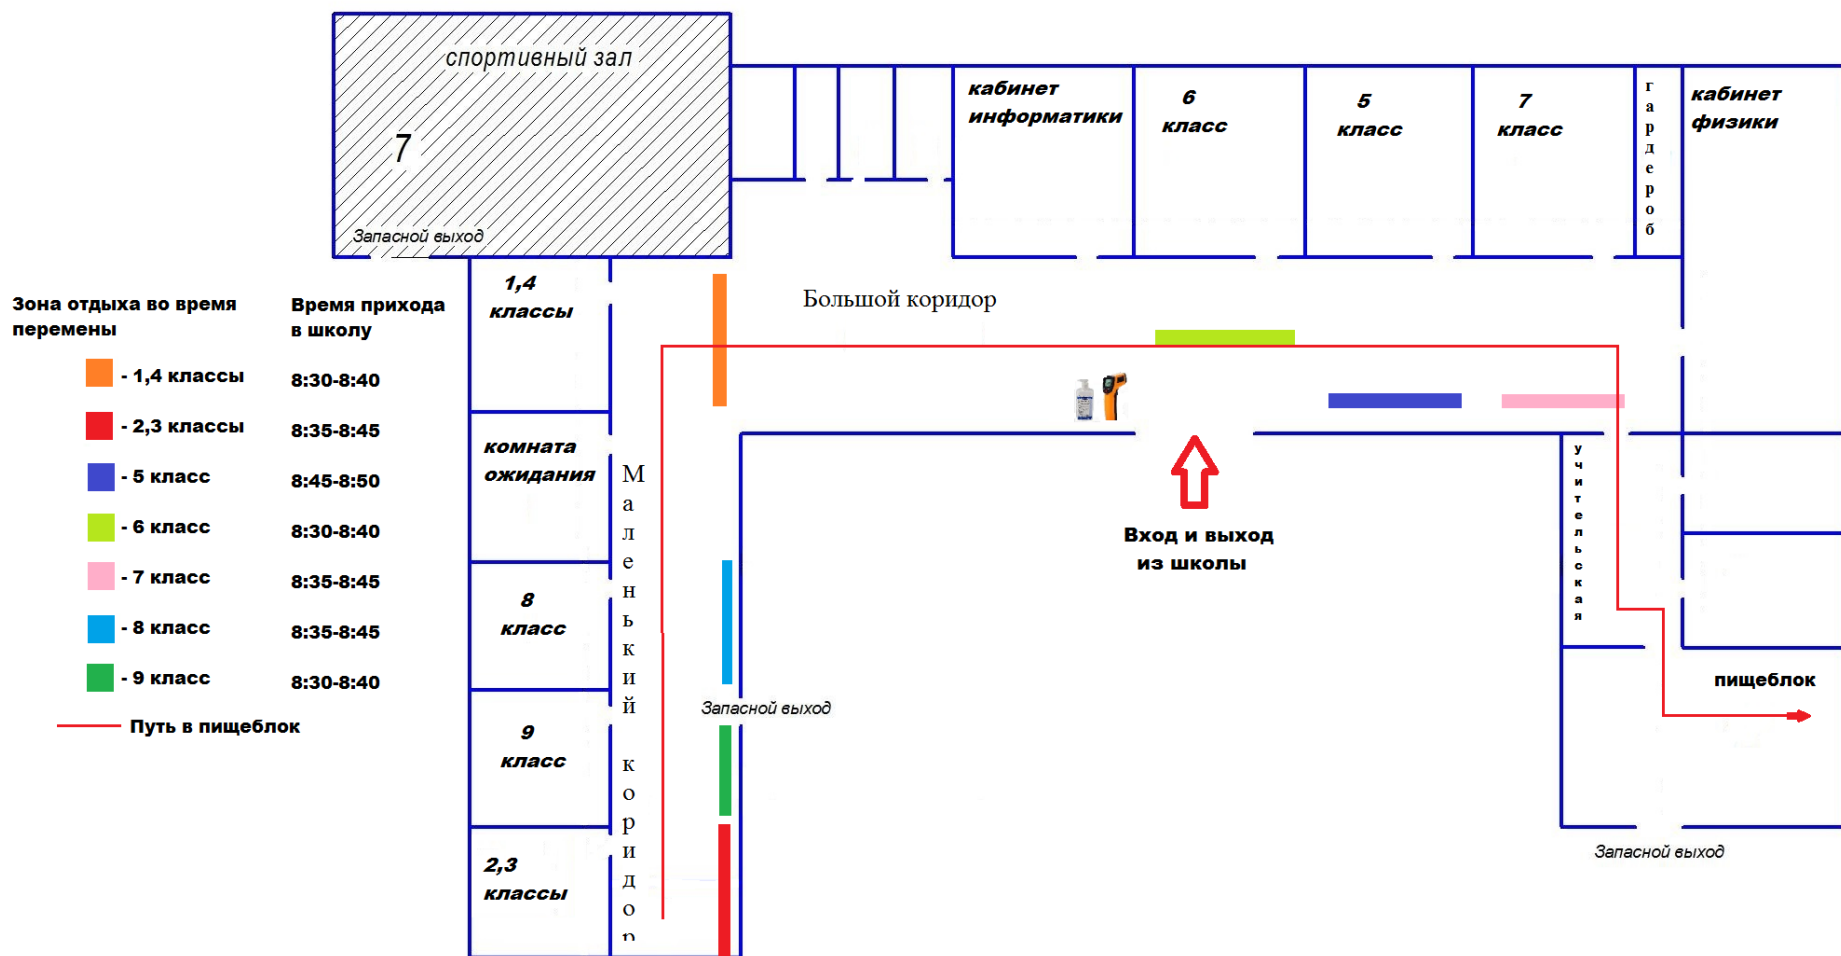 спортивный зал
7
Запасной выход
кабинет
информатики
6
класс
5
класс
7
класс
гардероб
кабинет
физики
Зона отдыха во время
перемены
Время прихода
в школу
- 1,4 классы 8:30-8:40
- 2,3 классы 8:35-8:45
- 5 класс 8:45-8:50
- 6 класс 8:30-8:40
- 7 класс 8:35-8:45
- 8 класс 8:35-8:45
- 9 класс 8:30-8:40
Путь в пищеблок
1,4
классы
комната
ожидания
8
класс
9
класс
2,3
классы
Маленький коридор
Большой коридор
Запасной выход
Вход и выход
из школы
учительская
пищеблок
Запасной выход